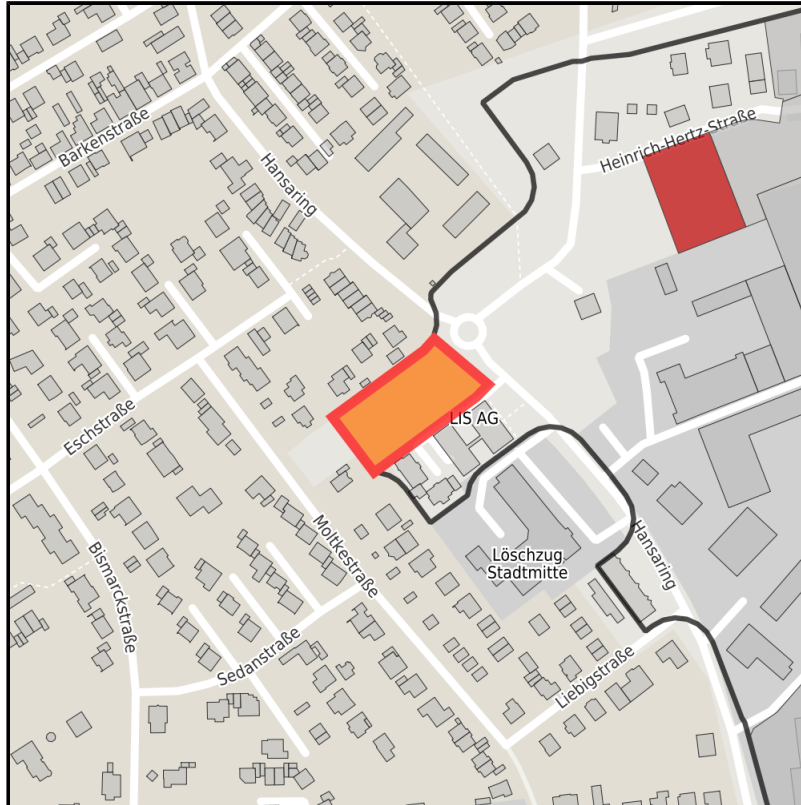 Barkenstraße
Heinrich-Hertz-Straße
Hansaring
Eschstraße
LIS AG
Moltkestraße
Bismarckstraße
Löschzug
Stadtmitte
Hansaring
Sedanstraße
Liebigstraße